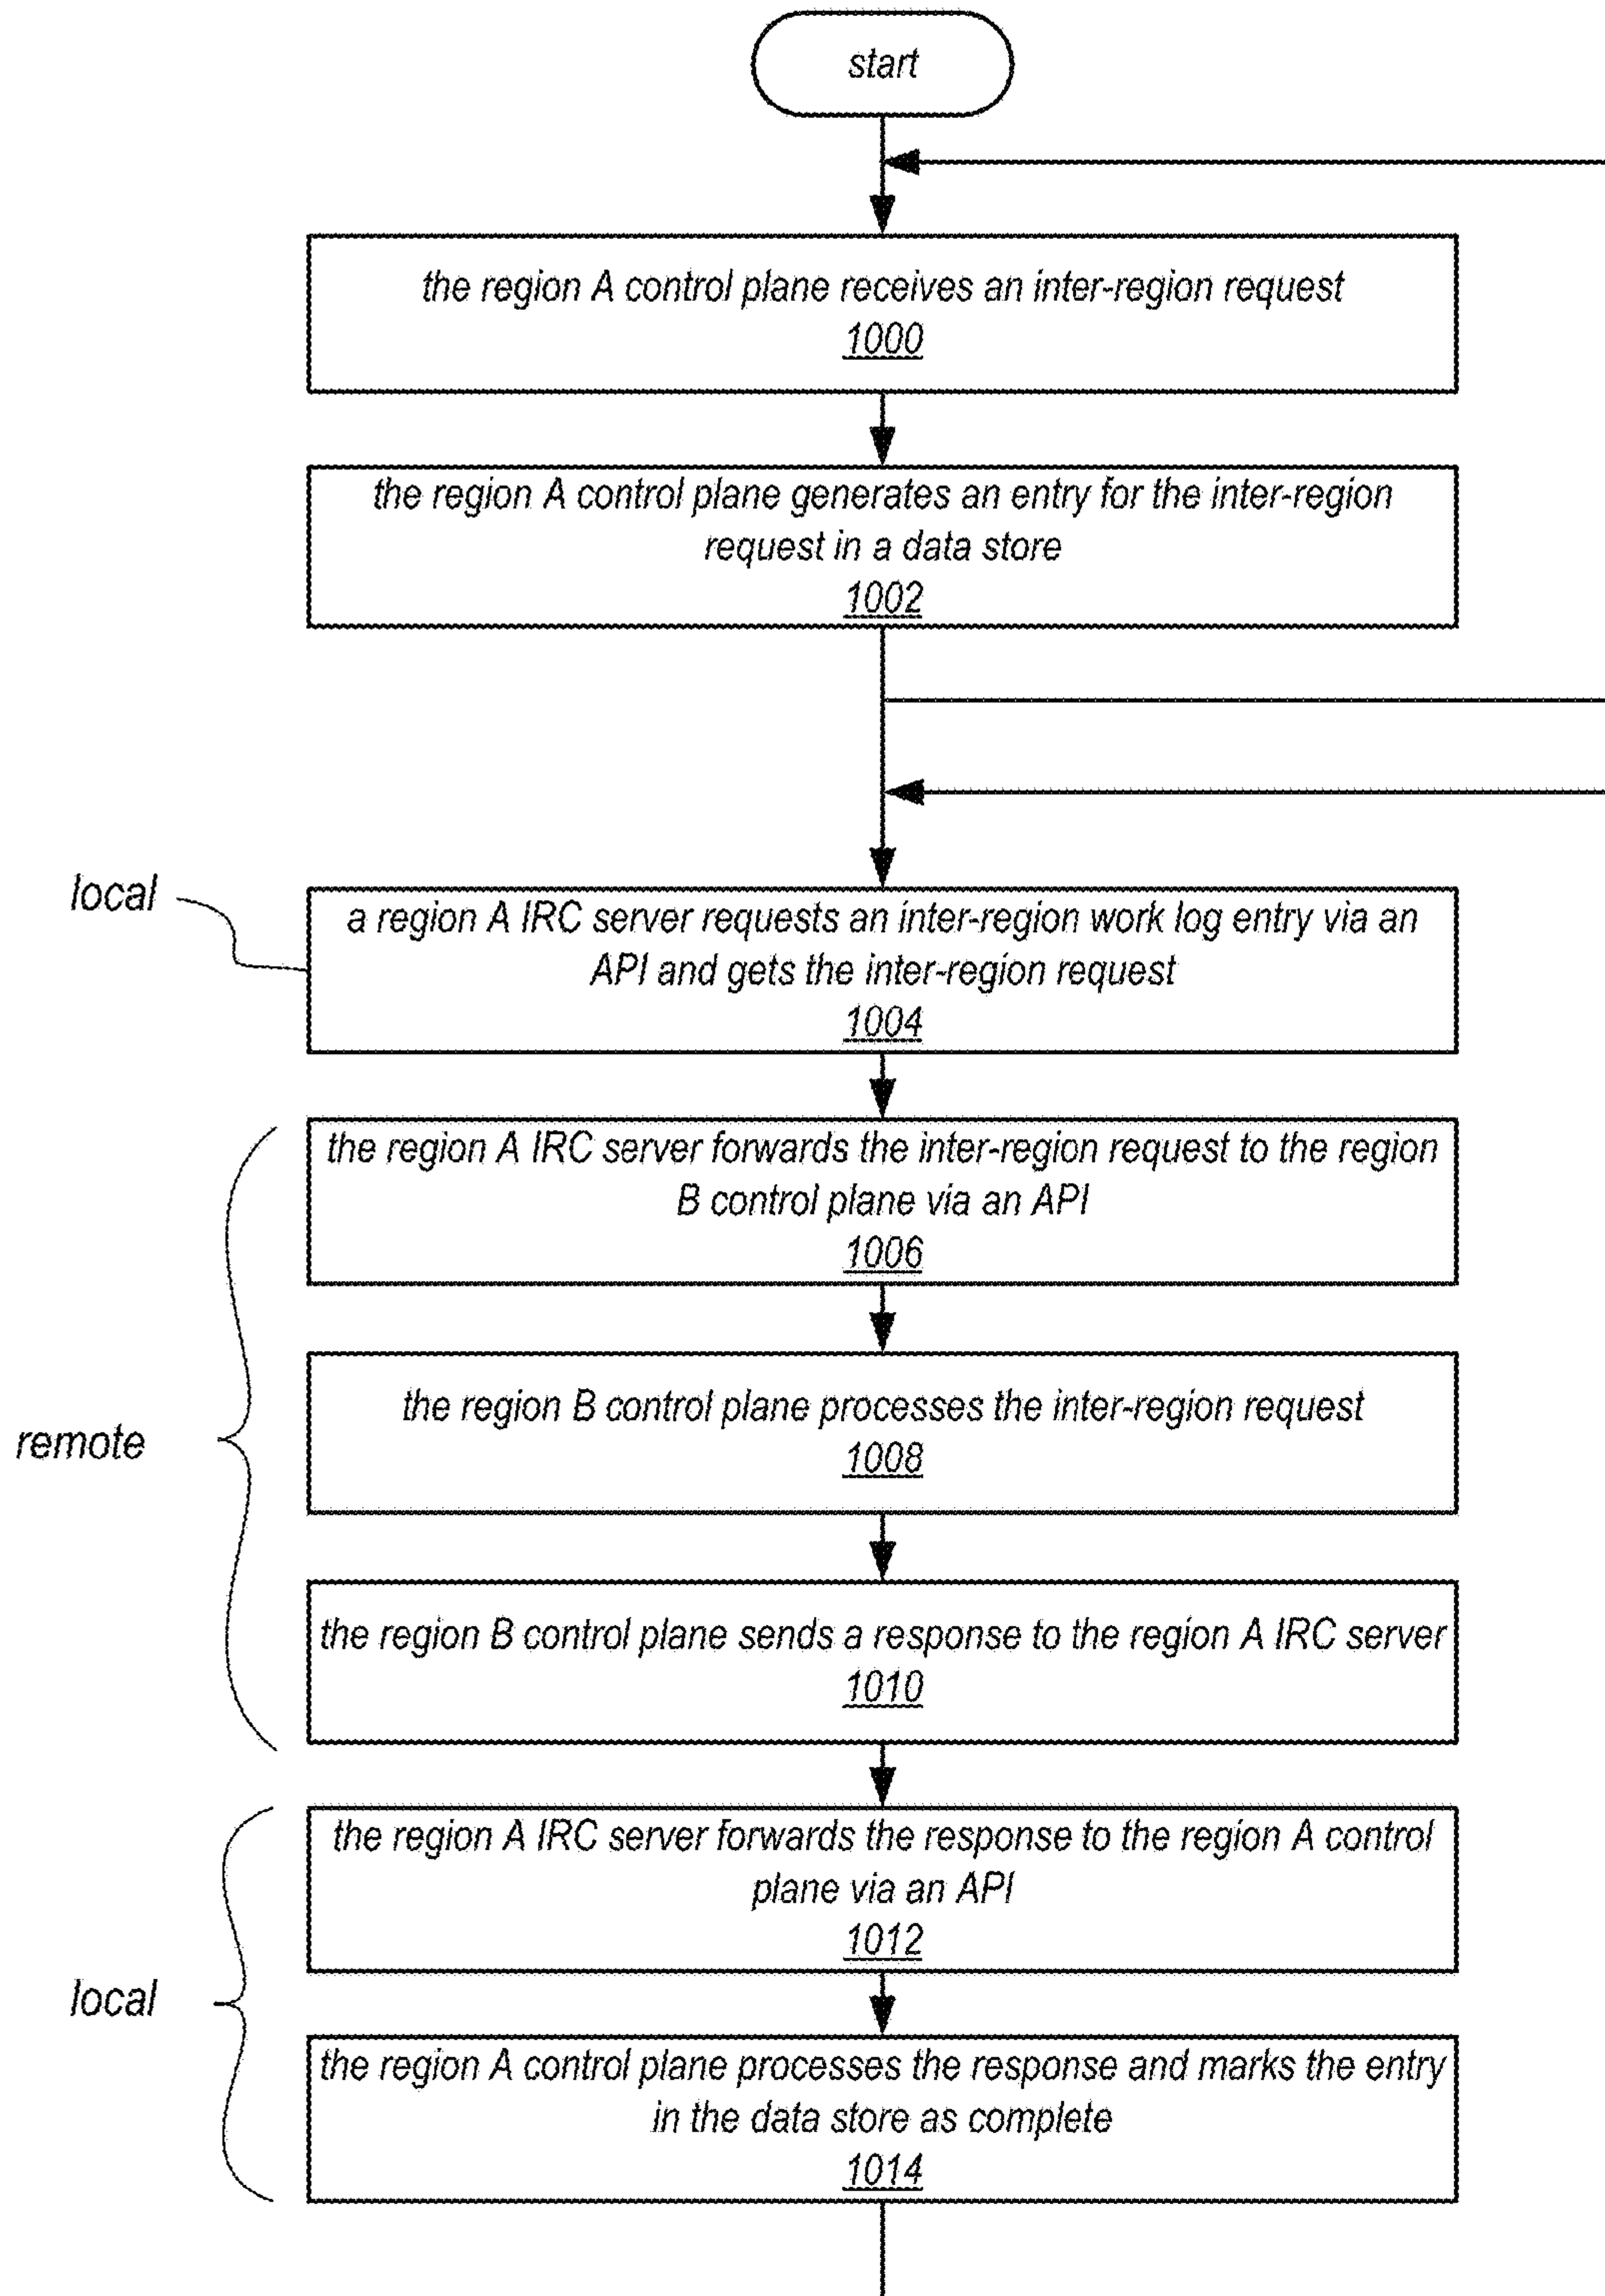 start
the region A control plane receives an inter-region request
1000
the region A control plane generates an entry for the inter-region
request in a data store
1002
local
a region A IRC server requests an inter-region work log entry via an
API and gets the inter-region request
1004
the region A IRC server forwards the inter-region request to the region
B control plane via an API
1006
remote
the region B control plane processes the inter-region request
1008
the region B control plane sends a response to the region A IRC server
1010
the region A IRC server forwards the response to the region A control
plane via an API
1012
local
the region A control plane processes the response and marks the entry
in the data store as complete
1014